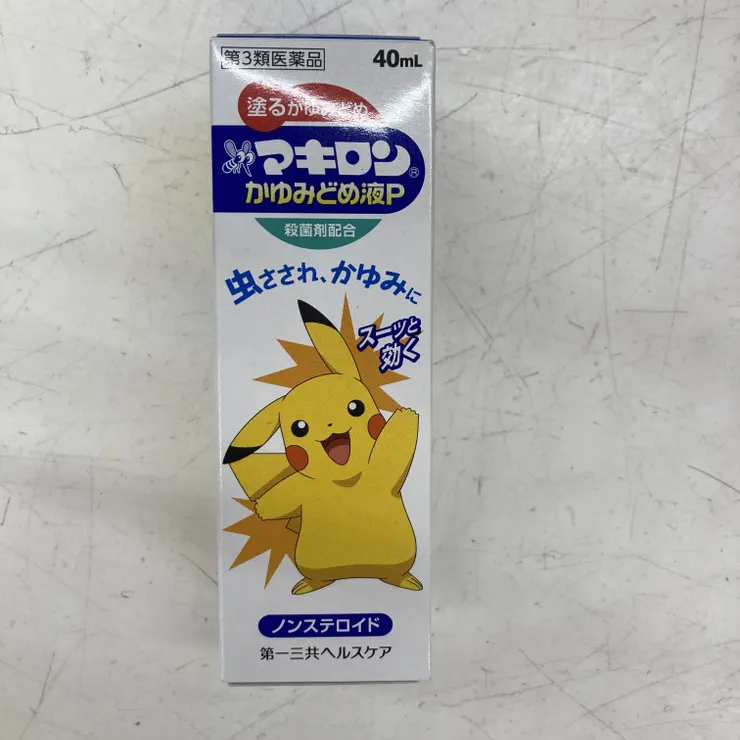 第3類医薬品
40mL
塗るかゆみどめ
マキロン®
かゆみどめ液P
殺菌剤配合
虫さされ、かゆみに
スーッと
効く
ノンステロイド
第一三共ヘルスケア